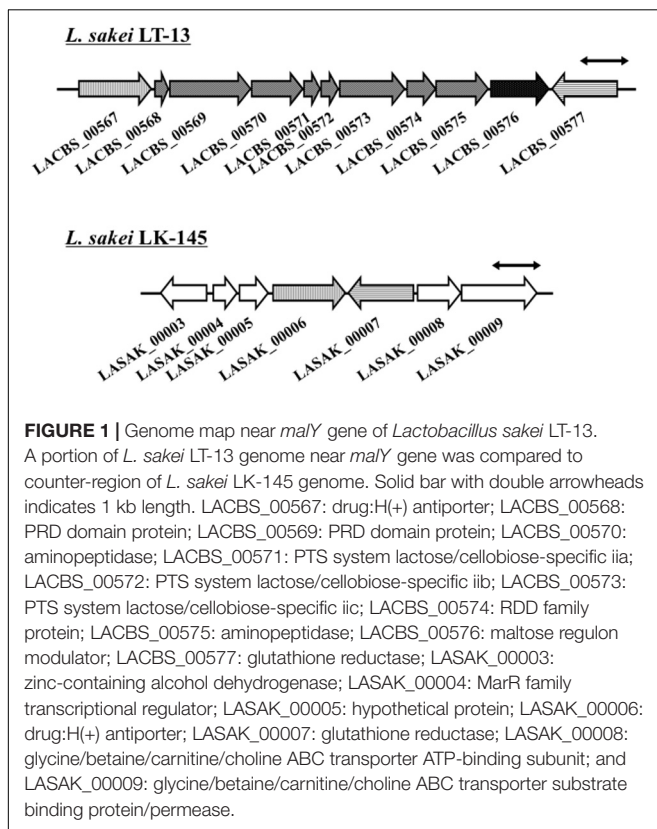 L. sakei LT-13
LACBS_00567
LACBS_00568
LACBS_00569
LACBS_00570
LACBS_00571
LACBS_00572
LACBS_00573
LACBS_00574
LACBS_00575
LACBS_00576
LACBS_00577
L. sakei LK-145
LASAK_00003
LASAK_00004
LASAK_00005
LASAK_00006
LASAK_00007
LASAK_00008
LASAK_00009
FIGURE 1 | Genome map near malY gene of Lactobacillus sakei LT-13.
A portion of L. sakei LT-13 genome near malY gene was compared to
counter-region of L. sakei LK-145 genome. Solid bar with double arrowheads
indicates 1 kb length. LACBS_00567: drug:H(+) antiporter; LACBS_00568:
PRD domain protein; LACBS_00569: PRD domain protein; LACBS_00570:
aminopeptidase; LACBS_00571: PTS system lactose/cellobiose-specific iia;
LACBS_00572: PTS system lactose/cellobiose-specific iib; LACBS_00573:
PTS system lactose/cellobiose-specific iic; LACBS_00574: RDD family
protein; LACBS_00575: aminopeptidase; LACBS_00576: maltose regulon
modulator; LACBS_00577: glutathione reductase; LASAK_00003:
zinc-containing alcohol dehydrogenase; LASAK_00004: MarR family
transcriptional regulator; LASAK_00005: hypothetical protein; LASAK_00006:
drug:H(+) antiporter; LASAK_00007: glutathione reductase; LASAK_00008:
glycine/betaine/carnitine/choline ABC transporter ATP-binding subunit; and
LASAK_00009: glycine/betaine/carnitine/choline ABC transporter substrate
binding protein/permease.